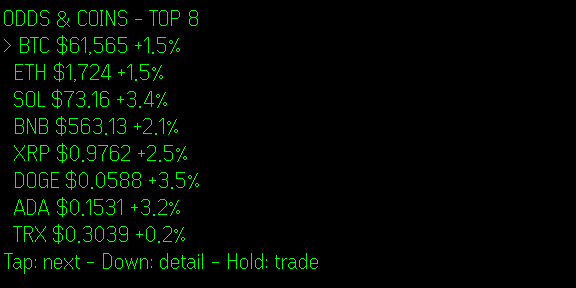 ODDS & COINS - TOP 8
> BTC $61,565 +1.5%
ETH $1,724 +1.5%
SOL $73.16 +3.4%
BNB $563.13 +2.1%
XRP $0.9762 +2.5%
DOGE $0.0588 +3.5%
ADA $0.1531 +3.2%
TRX $0.3039 +0.2%
Tap: next - Down: detail - Hold: trade